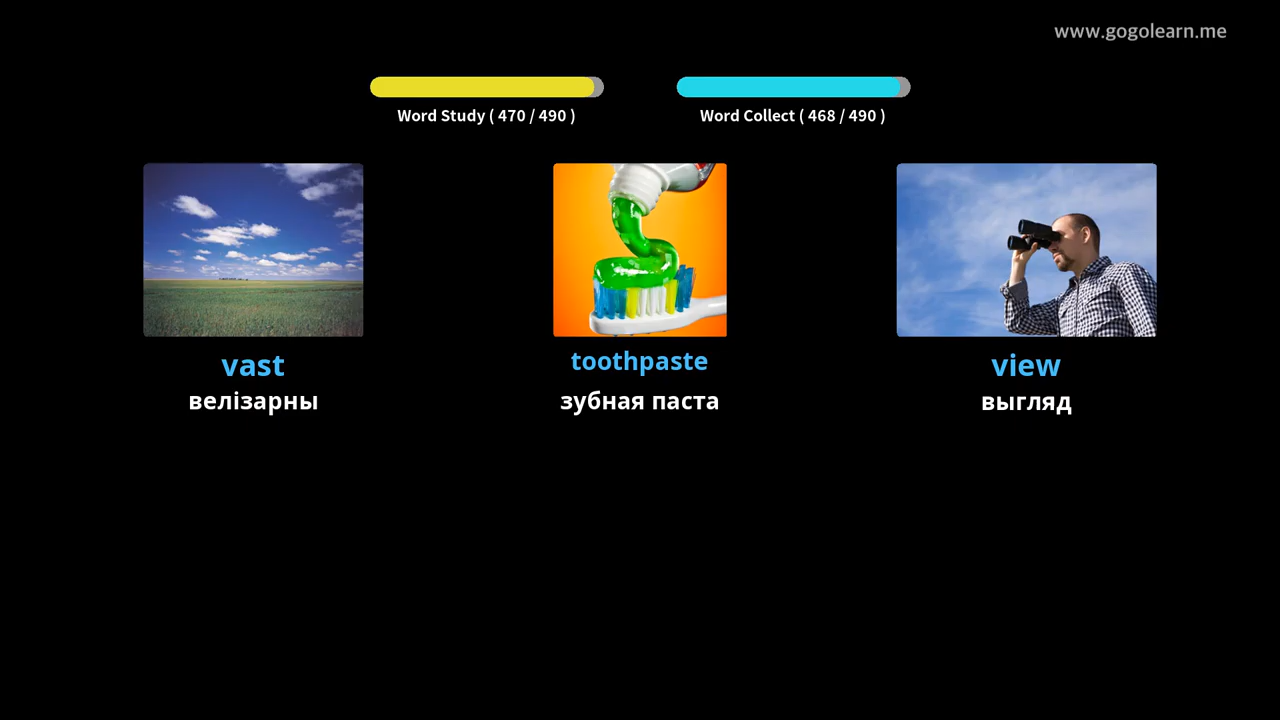 www.gogolearn.me
Word Study ( 470 / 490 )
Word Collect ( 468 / 490 )
vast
велізарны
toothpaste
зубная паста
view
выгляд